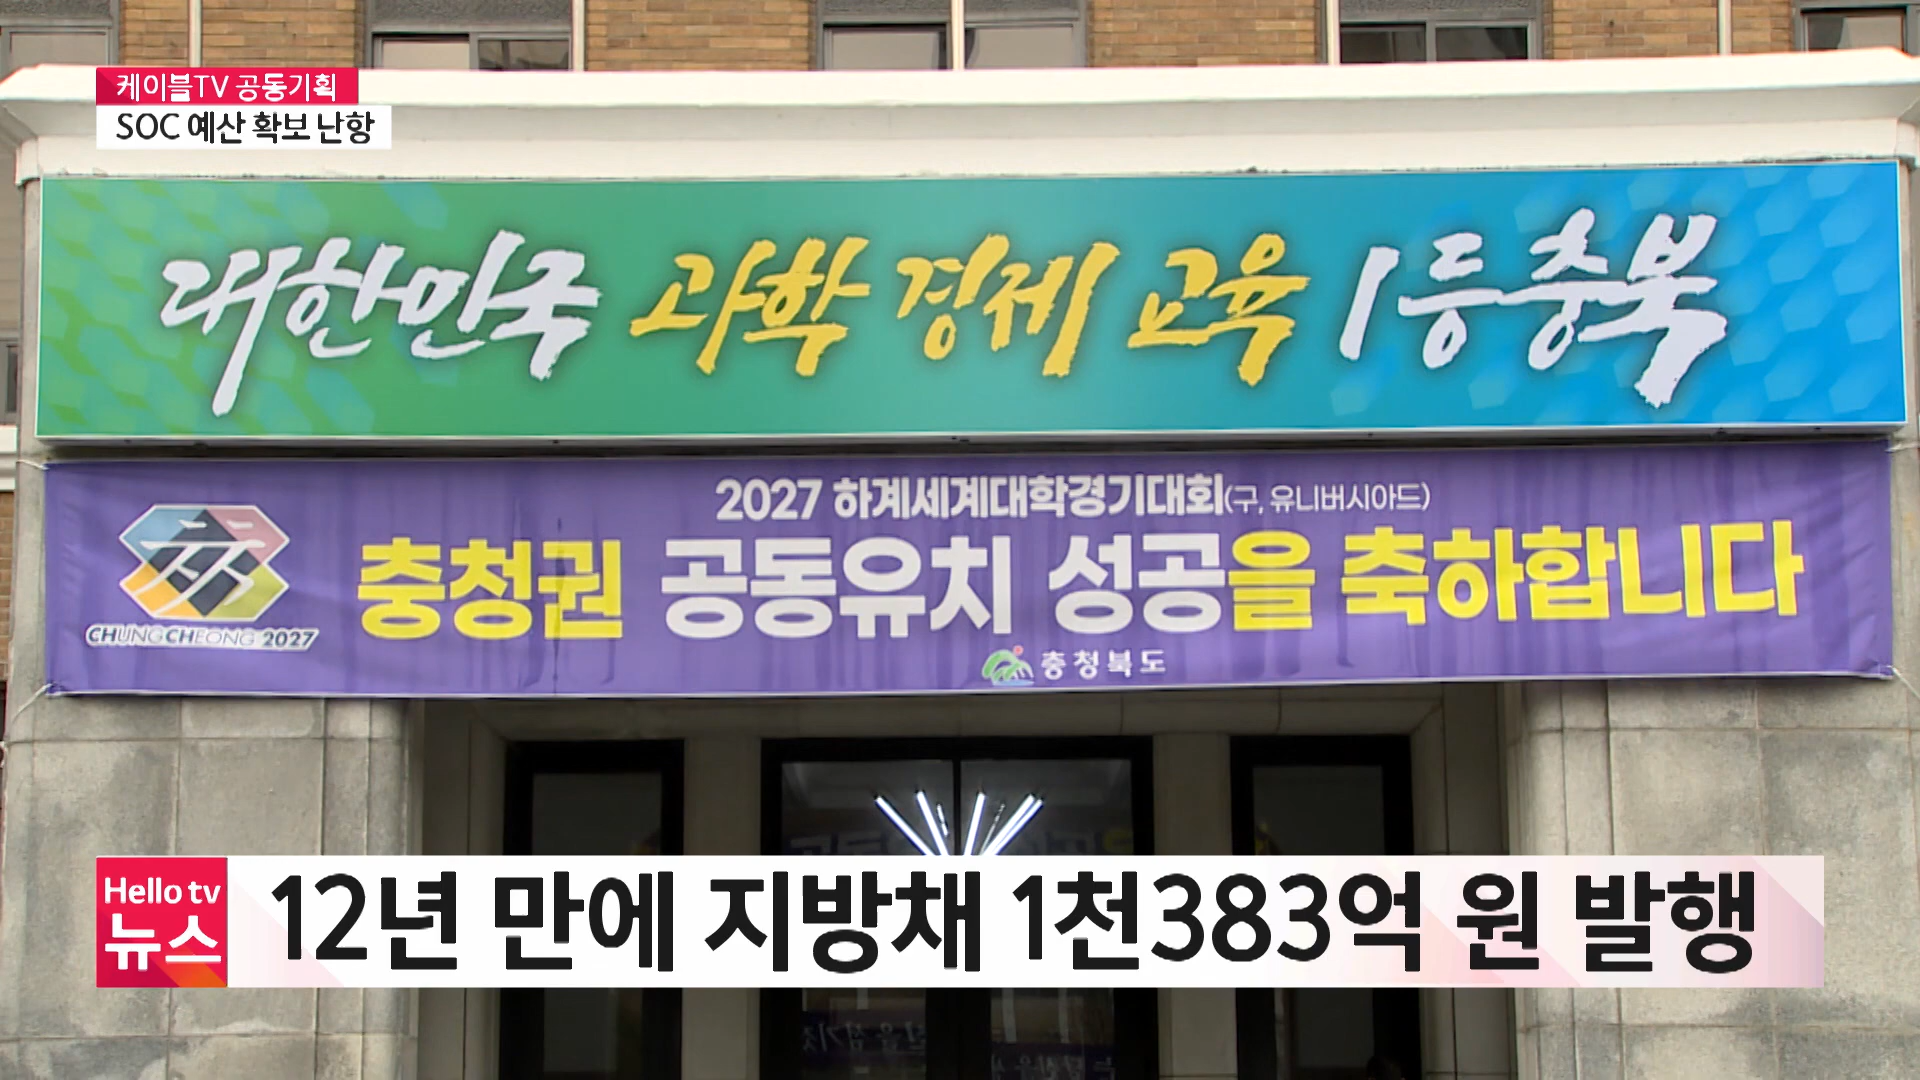 케이블TV 공동기획
SOC 예산 확보 난항
대한민국 과학 경제 교육 1등 충북
2027 하계세계대학경기대회(구, 유니버시아드)
충청권 공동유치 성공을 축하합니다
CHUNGCHEONG 2027
충청북도
Hello tv
뉴스
12년 만에 지방채 1천383억 원 발행